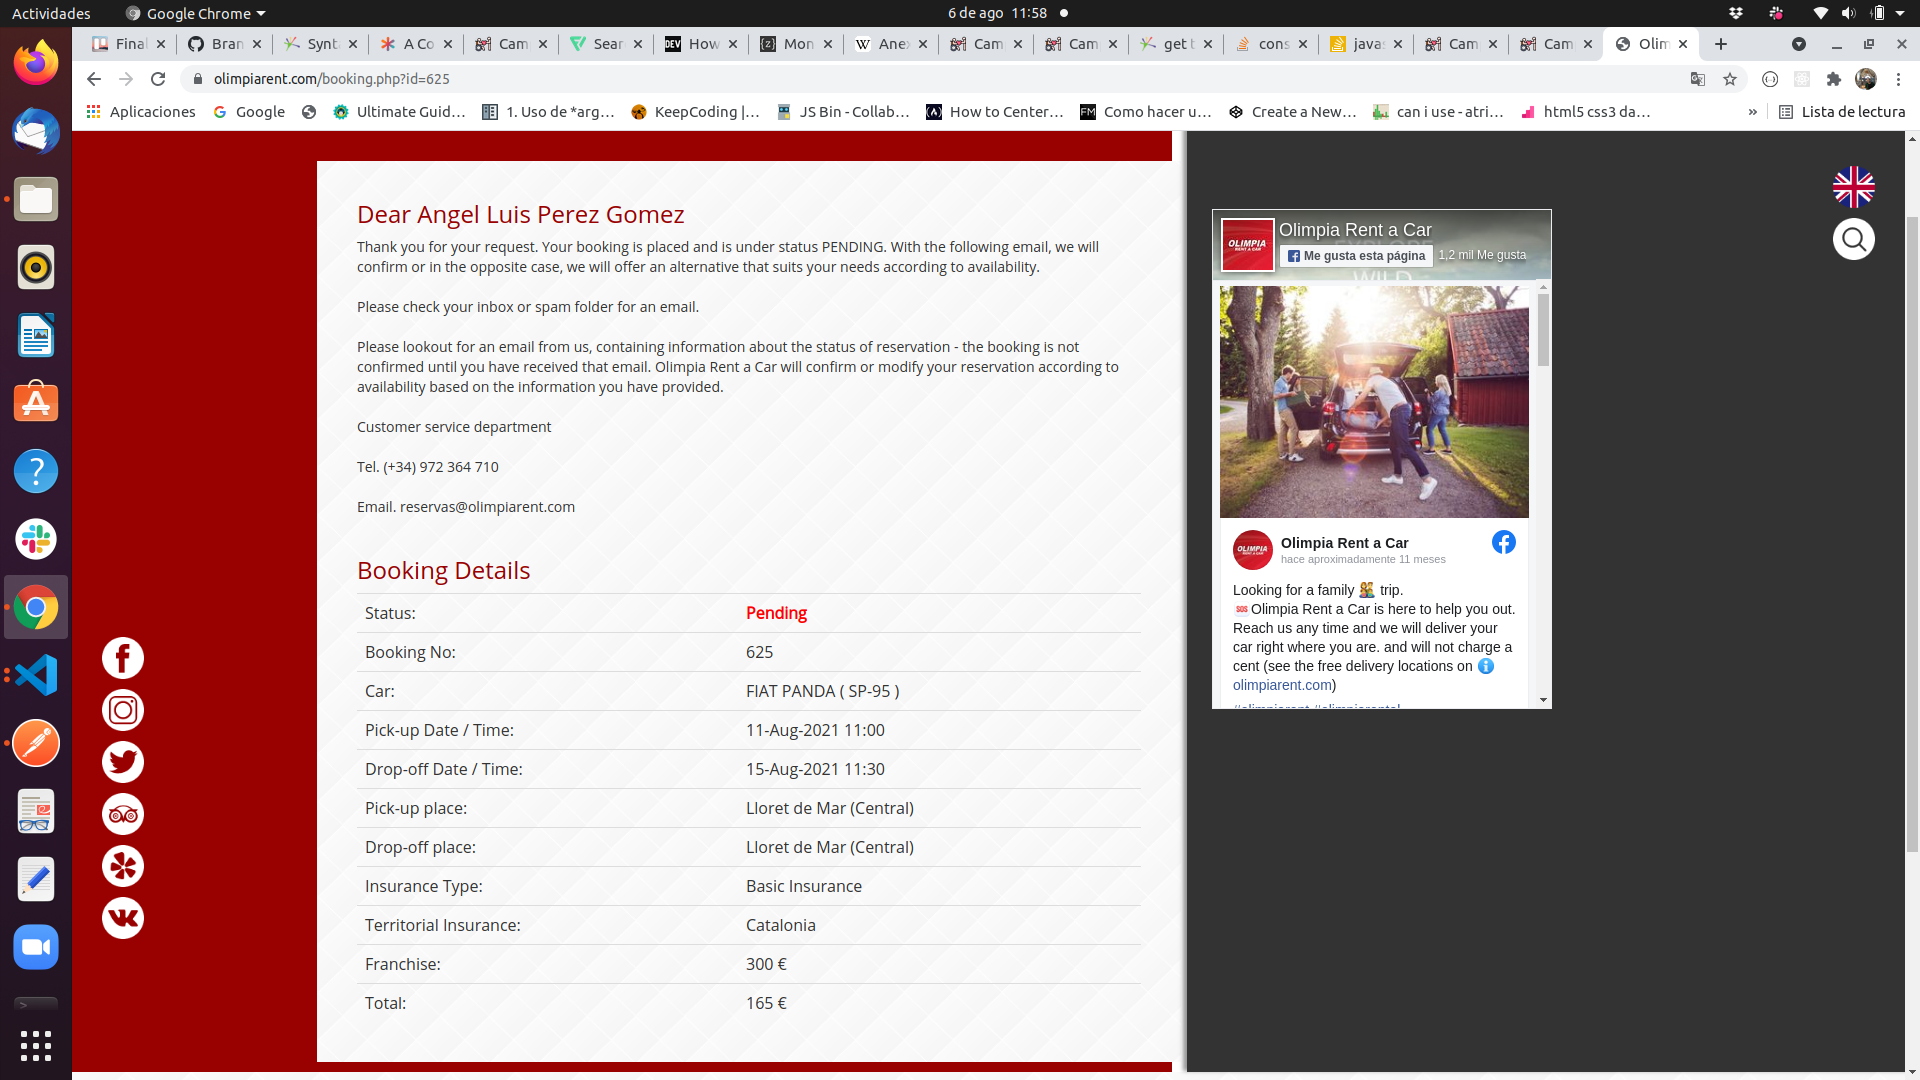 Actividades
Google Chrome
6 de ago 11:58
Final
Bran
Synta
A Co
Cam
Sear
How
Mon
Anex
Cam
Cam
get t
cons
javas
Cam
Cam
Olim
olimpiarent.com/booking.php?id=625
Aplicaciones
Google
Ultimate Guid...
1. Uso de *arg...
KeepCoding |...
JS Bin - Collab...
How to Center...
Como hacer u...
Create a New...
can i use - atri...
html5 css3 da...
»
Lista de lectura
Dear Angel Luis Perez Gomez
Thank you for your request. Your booking is placed and is under status PENDING. With the following email, we will
confirm or in the opposite case, we will offer an alternative that suits your needs according to availability.
Please check your inbox or spam folder for an email.
Please lookout for an email from us, containing information about the status of reservation - the booking is not
confirmed until you have received that email. Olimpia Rent a Car will confirm or modify your reservation according to
availability based on the information you have provided.
Customer service department
Tel. (+34) 972 364 710
Email. reservas@olimpiarent.com
Booking Details
Status: Pending
Booking No: 625
Car: FIAT PANDA ( SP-95 )
Pick-up Date / Time: 11-Aug-2021 11:00
Drop-off Date / Time: 15-Aug-2021 11:30
Pick-up place: Lloret de Mar (Central)
Drop-off place: Lloret de Mar (Central)
Insurance Type: Basic Insurance
Territorial Insurance: Catalonia
Franchise: 300 €
Total: 165 €
OLIMPIA
RENT A CAR
Olimpia Rent a Car
EXPLORE
Me gusta esta página
1,2 mil Me gusta
WILD
OLIMPIA
RENT A CAR
Olimpia Rent a Car
hace aproximadamente 11 meses
Looking for a family 👨‍👩‍👧‍👦 trip.
🆘Olimpia Rent a Car is here to help you out.
Reach us any time and we will deliver your
car right where you are. and will not charge a
cent (see the free delivery locations on ℹ️
olimpiarent.com)
#olimpiarent #olimpiarental